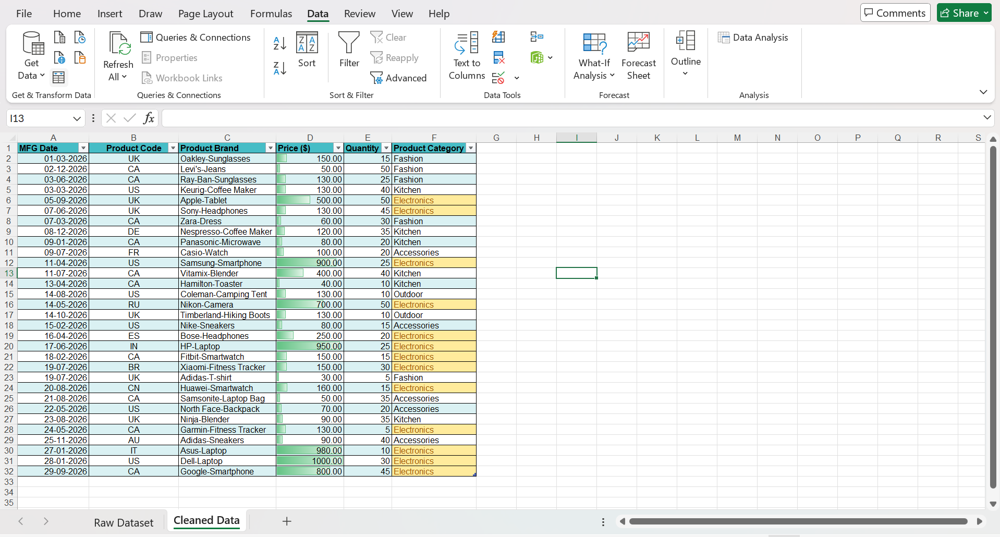 File Home Insert Draw Page Layout Formulas Data Review View Help Comments Share
Get Data
Refresh All
Queries & Connections
Properties
Workbook Links
Sort
Filter
Clear
Reapply
Advanced
Text to Columns
What-If Analysis
Forecast Sheet
Outline
Data Analysis
Get & Transform Data Queries & Connections Sort & Filter Data Tools Forecast Analysis
I13 fx
A B C D E F G H I J K L M N O P Q R S
1 MFG Date Product Code Product Brand Price ($) Quantity Product Category
2 01-03-2026 UK Oakley-Sunglasses 150.00 15 Fashion
3 02-12-2026 CA Levi's-Jeans 50.00 50 Fashion
4 03-06-2026 CA Ray-Ban-Sunglasses 130.00 25 Fashion
5 03-03-2026 US Keurig-Coffee Maker 130.00 40 Kitchen
6 05-09-2026 UK Apple-Tablet 500.00 50 Electronics
7 07-06-2026 UK Sony-Headphones 130.00 45 Electronics
8 07-03-2026 CA Zara-Dress 60.00 30 Fashion
9 08-12-2026 DE Nespresso-Coffee Maker 120.00 35 Kitchen
10 09-01-2026 CA Panasonic-Microwave 80.00 20 Kitchen
11 09-07-2026 FR Casio-Watch 100.00 20 Accessories
12 11-04-2026 US Samsung-Smartphone 900.00 25 Electronics
13 11-07-2026 CA Vitamix-Blender 400.00 40 Kitchen
14 13-04-2026 CA Hamilton-Toaster 40.00 10 Kitchen
15 14-08-2026 US Coleman-Camping Tent 130.00 10 Outdoor
16 14-05-2026 RU Nikon-Camera 700.00 50 Electronics
17 14-10-2026 UK Timberland-Hiking Boots 130.00 10 Outdoor
18 15-02-2026 US Nike-Sneakers 80.00 15 Accessories
19 16-04-2026 ES Bose-Headphones 250.00 20 Electronics
20 17-06-2026 IN HP-Laptop 950.00 25 Electronics
21 18-02-2026 CA Fitbit-Smartwatch 150.00 15 Electronics
22 19-07-2026 BR Xiaomi-Fitness Tracker 150.00 30 Electronics
23 19-07-2026 UK Adidas-T-shirt 30.00 5 Fashion
24 20-08-2026 CN Huawei-Smartwatch 160.00 15 Electronics
25 21-08-2026 CA Samsonite-Laptop Bag 50.00 35 Accessories
26 22-05-2026 US North Face-Backpack 70.00 20 Accessories
27 23-08-2026 UK Ninja-Blender 90.00 35 Kitchen
28 24-05-2026 CA Garmin-Fitness Tracker 130.00 5 Electronics
29 25-11-2026 AU Adidas-Sneakers 90.00 40 Accessories
30 27-01-2026 IT Asus-Laptop 980.00 10 Electronics
31 28-01-2026 US Dell-Laptop 1000.00 30 Electronics
32 29-09-2026 CA Google-Smartphone 800.00 45 Electronics
33
34
35
Raw Dataset Cleaned Data